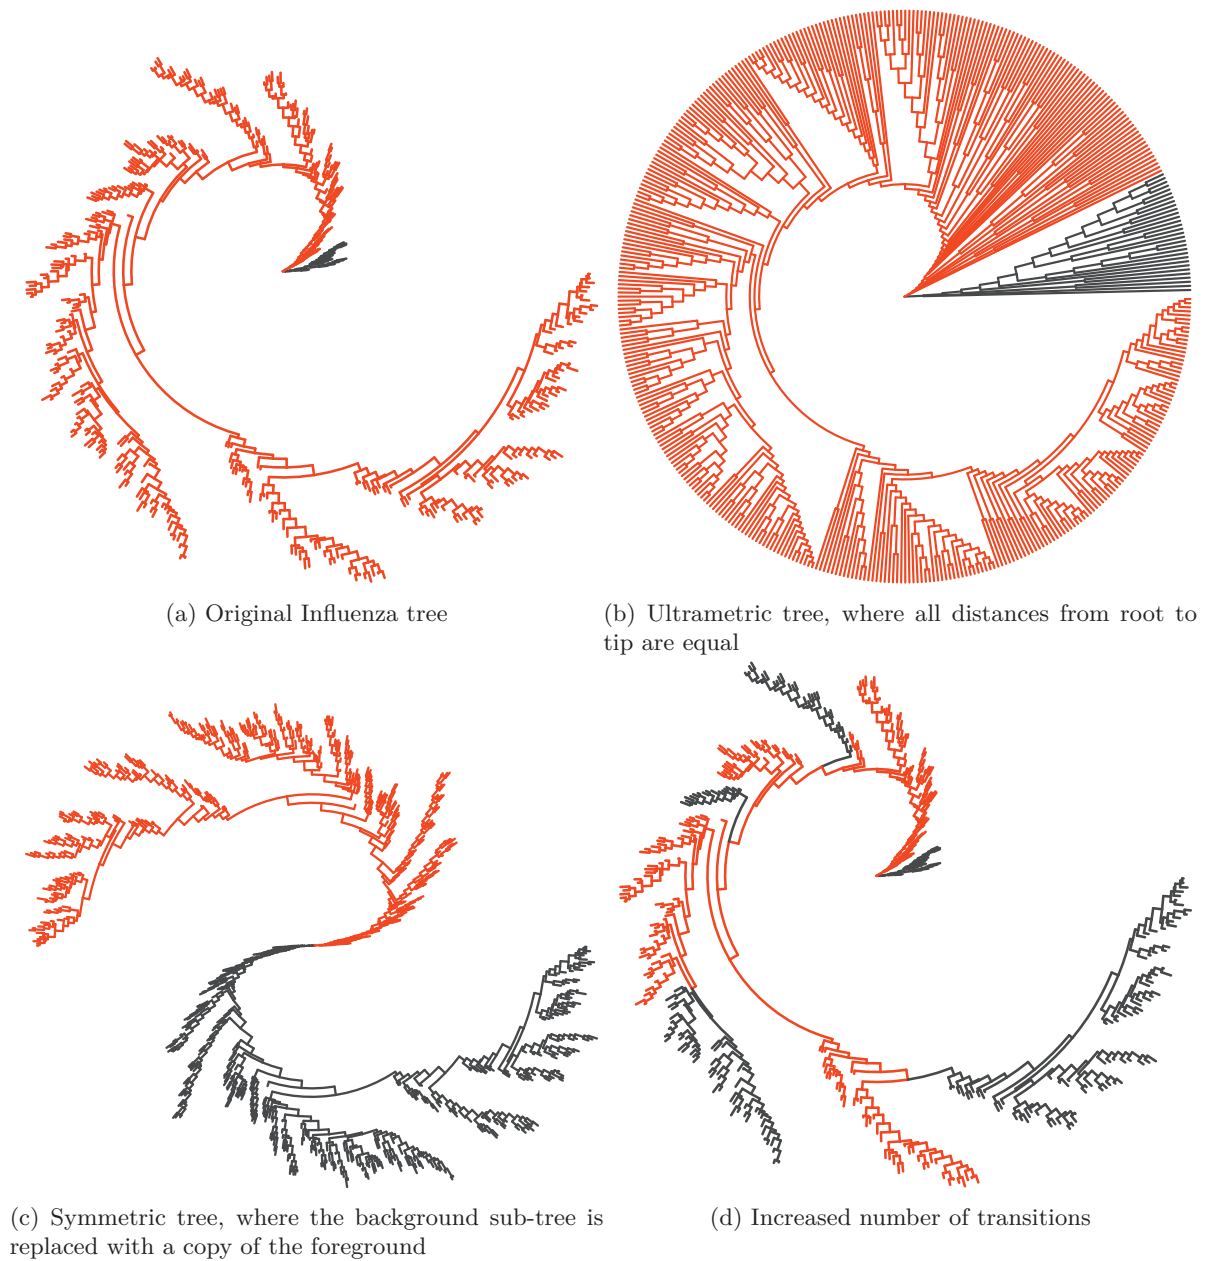 (a) Original Influenza tree
(b) Ultrametric tree, where all distances from root to
tip are equal
(c) Symmetric tree, where the background sub-tree is
replaced with a copy of the foreground
(d) Increased number of transitions